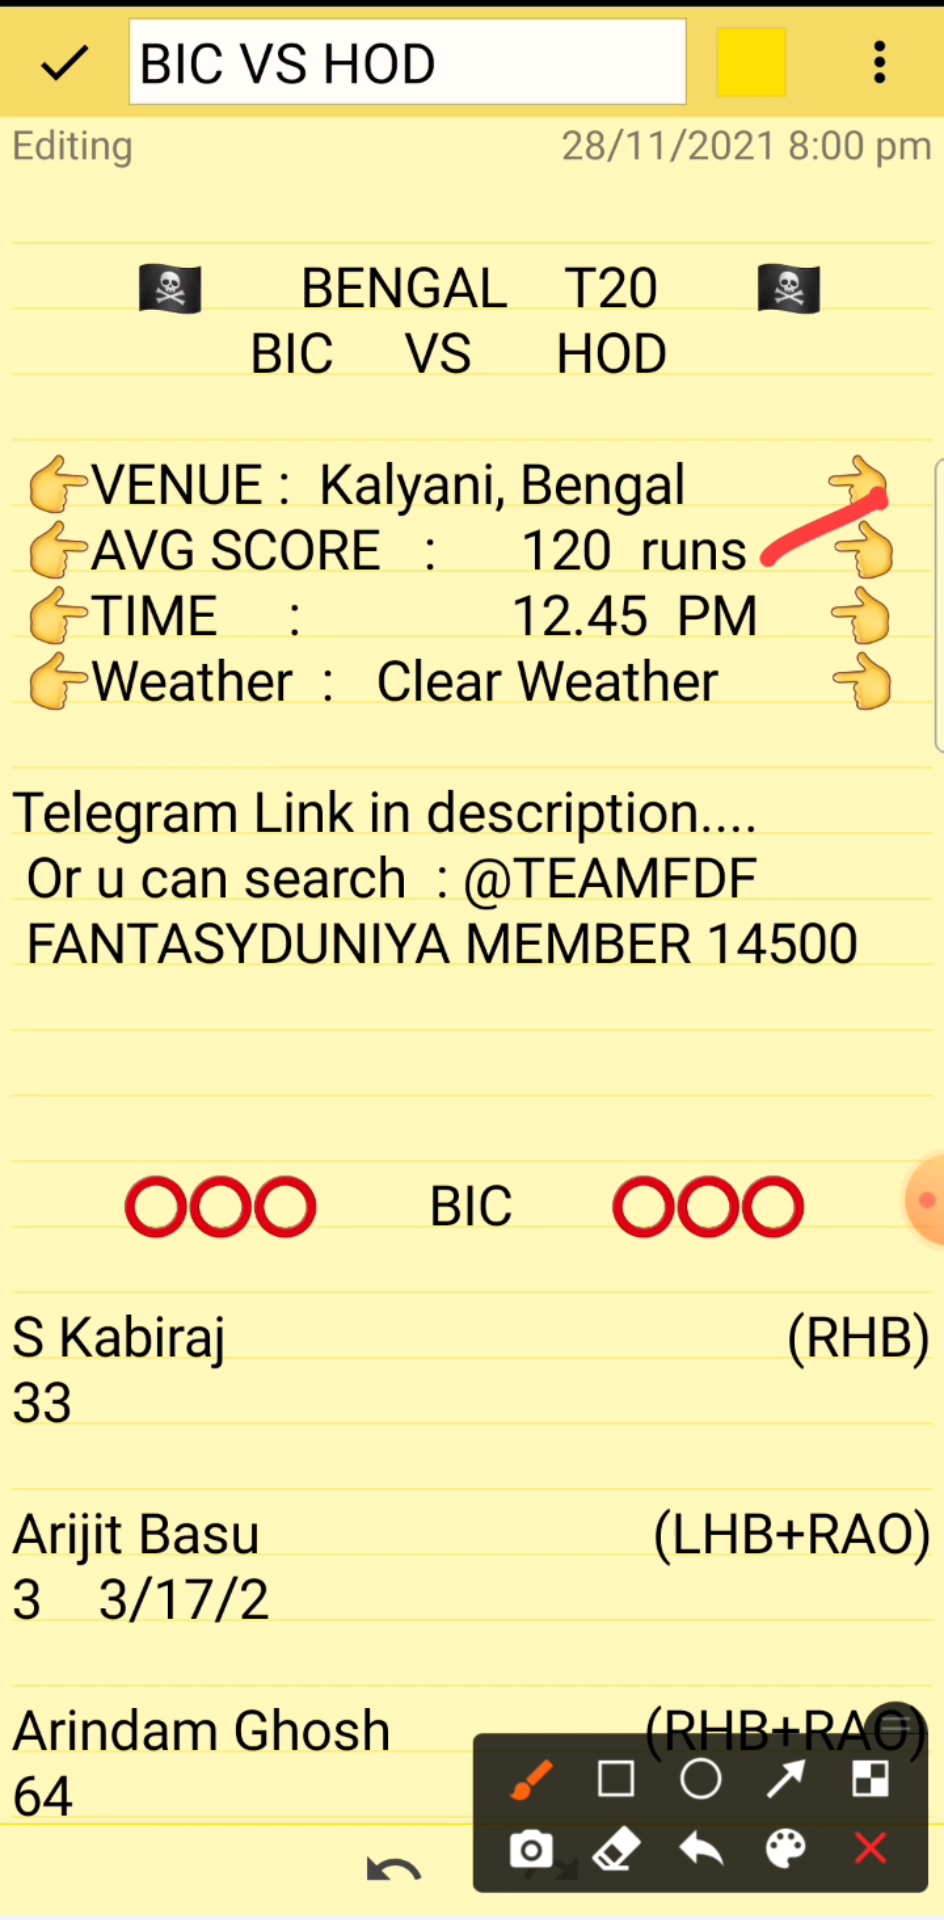 BIC VS HOD
Editing 28/11/2021 8:00 pm
BENGAL T20
BIC VS HOD
VENUE : Kalyani, Bengal
AVG SCORE : 120 runs
TIME : 12.45 PM
Weather : Clear Weather
Telegram Link in description....
Or u can search : @TEAMFDF
FANTASYDUNIYA MEMBER 14500
BIC
S Kabiraj (RHB)
33
Arijit Basu (LHB+RAO)
3 3/17/2
Arindam Ghosh (RHB+RAO)
64